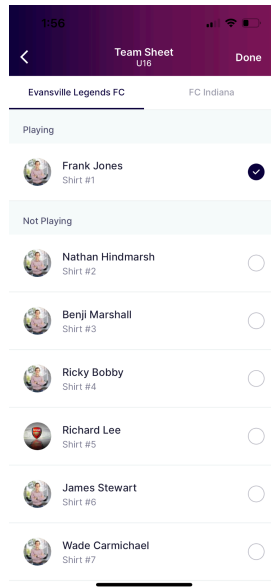 1:56
Team Sheet
U16
Done
Evansville Legends FC
FC Indiana
Playing
Frank Jones
Shirt #1
Not Playing
Nathan Hindmarsh
Shirt #2
Benji Marshall
Shirt #3
Ricky Bobby
Shirt #4
Richard Lee
Shirt #5
James Stewart
Shirt #6
Wade Carmichael
Shirt #7